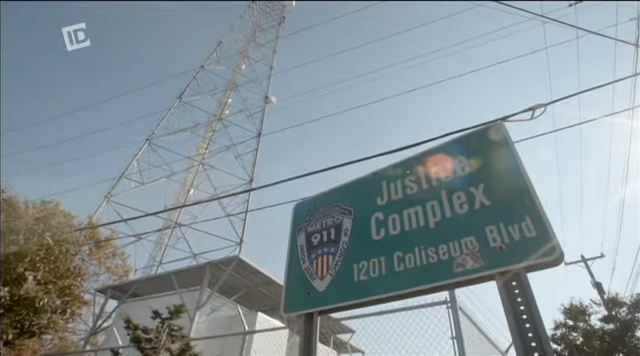 ID
Justice
Complex
METRO
911
1201 Coliseum Blvd